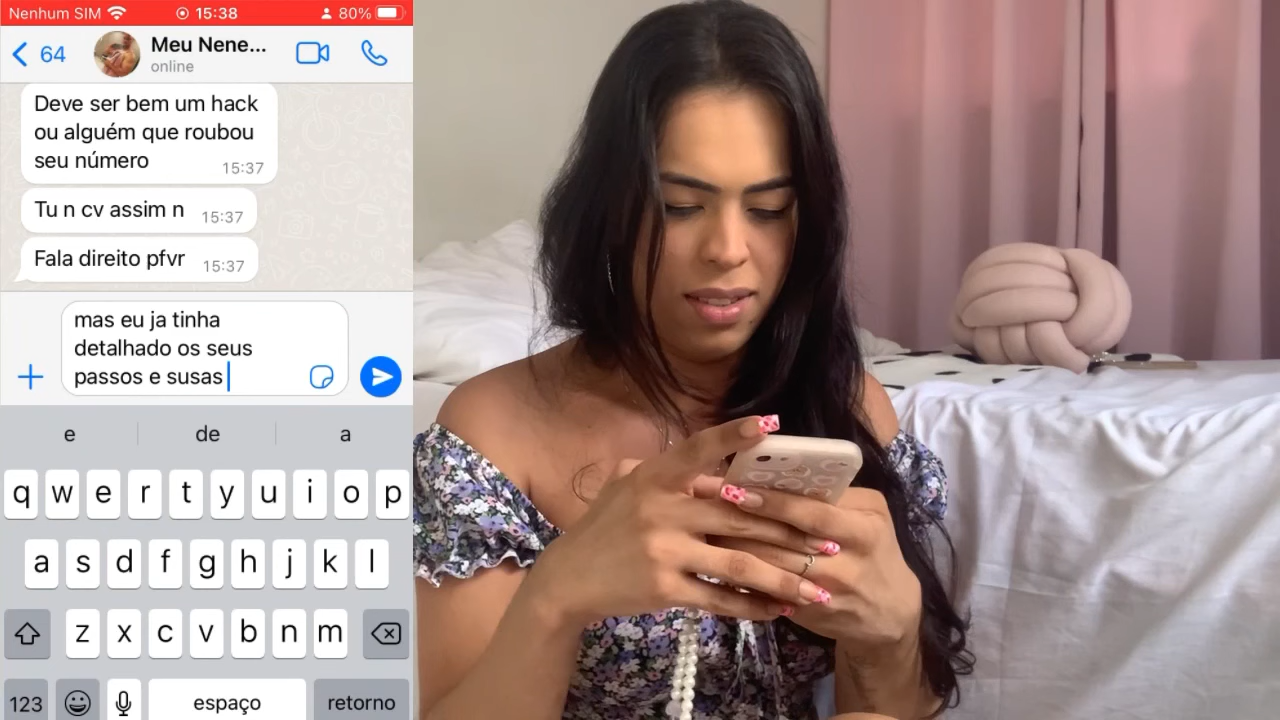 Nenhum SIM 15:38 80%
64 Meu Nene...
online
Deve ser bem um hack
ou alguém que roubou
seu número 15:37
Tu n cv assim n 15:37
Fala direito pfvr 15:37
mas eu ja tinha
detalhado os seus
passos e susas
e de a
q w e r t y u i o p
a s d f g h j k l
z x c v b n m
123 espaço retorno